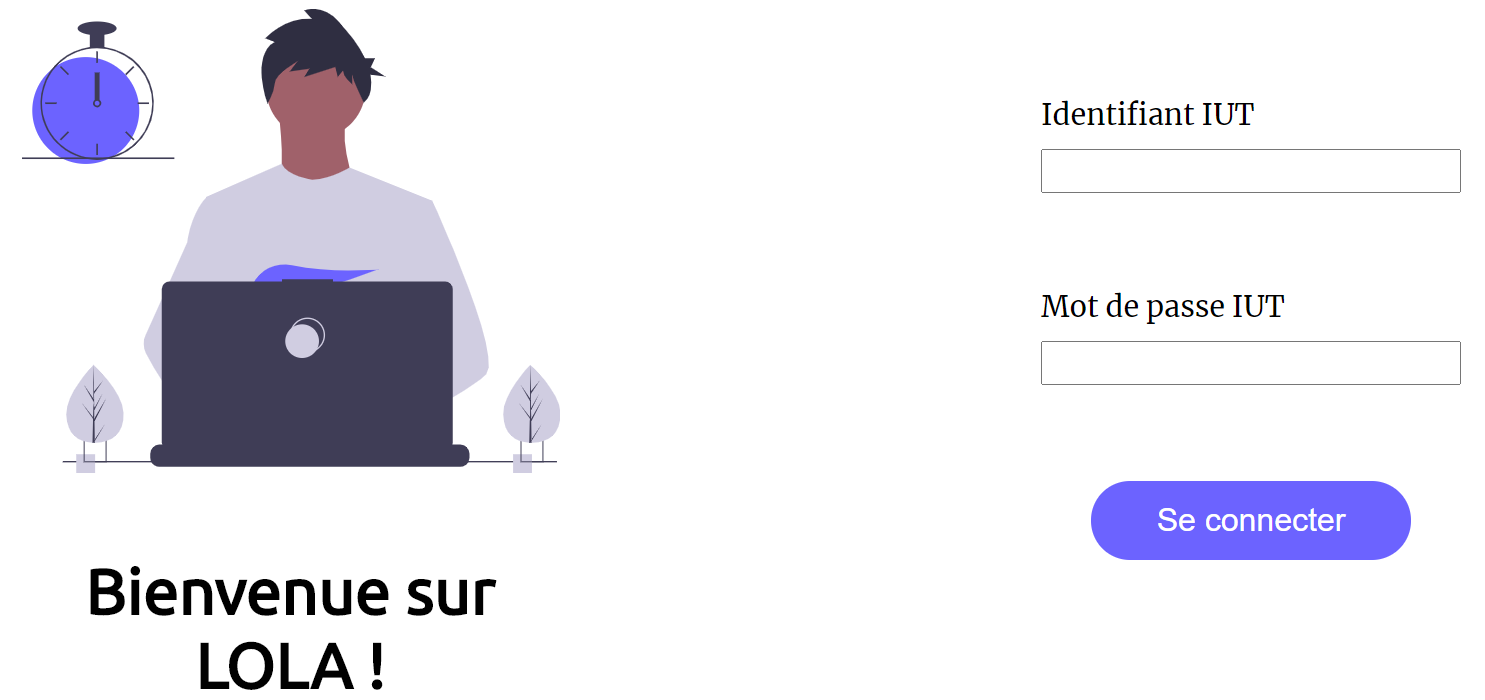 Identifiant IUT
Mot de passe IUT
Se connecter
Bienvenue sur
LOLA !